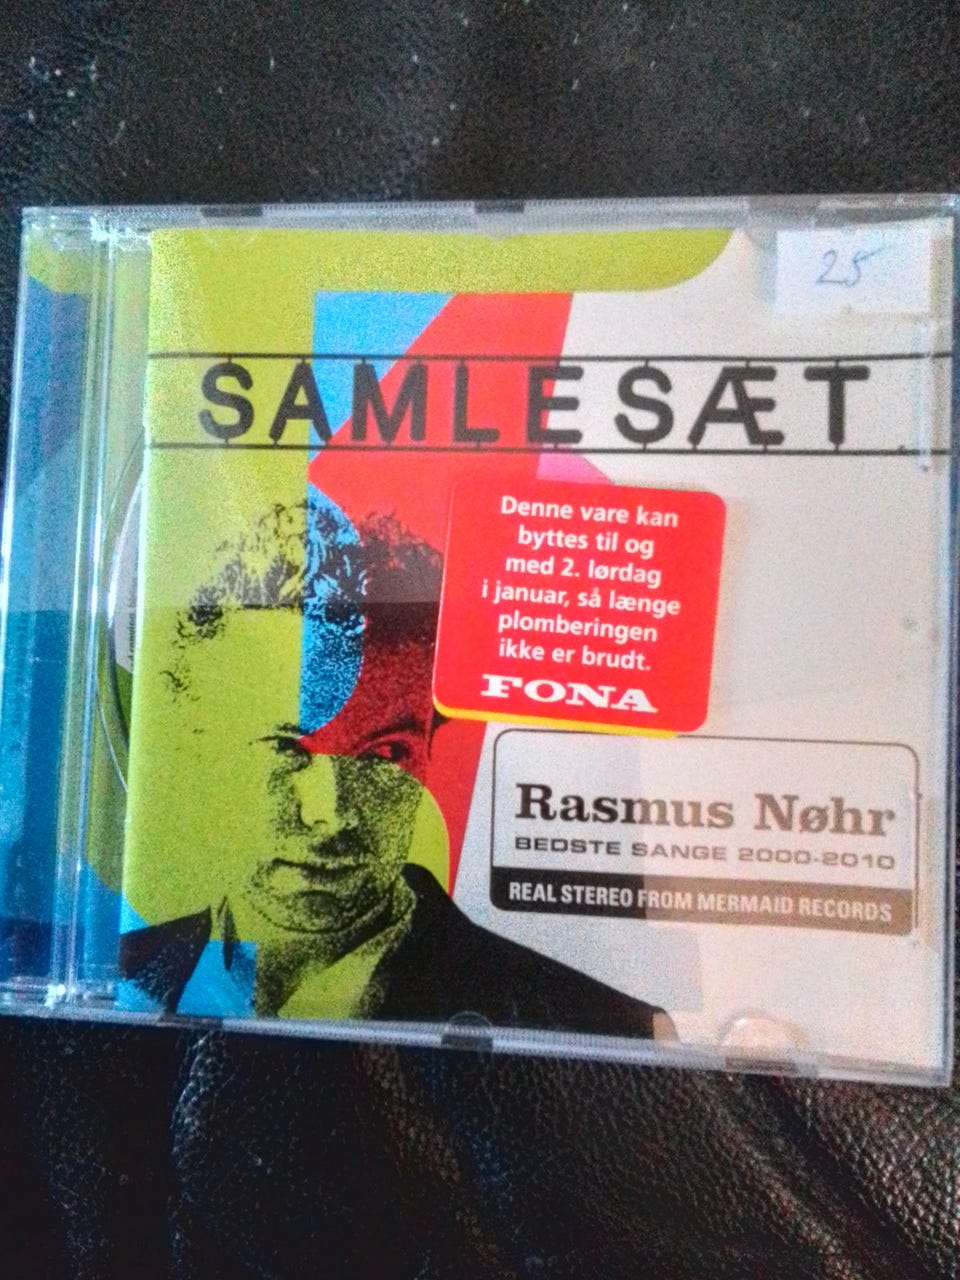 25
SAMLESÆT
Denne vare kan
byttes til og
med 2. lørdag
i januar, så længe
plomberingen
ikke er brudt.
FONA
Rasmus Nøhr
BEDSTE SANGE 2000-2010
REAL STEREO FROM MERMAID RECORDS